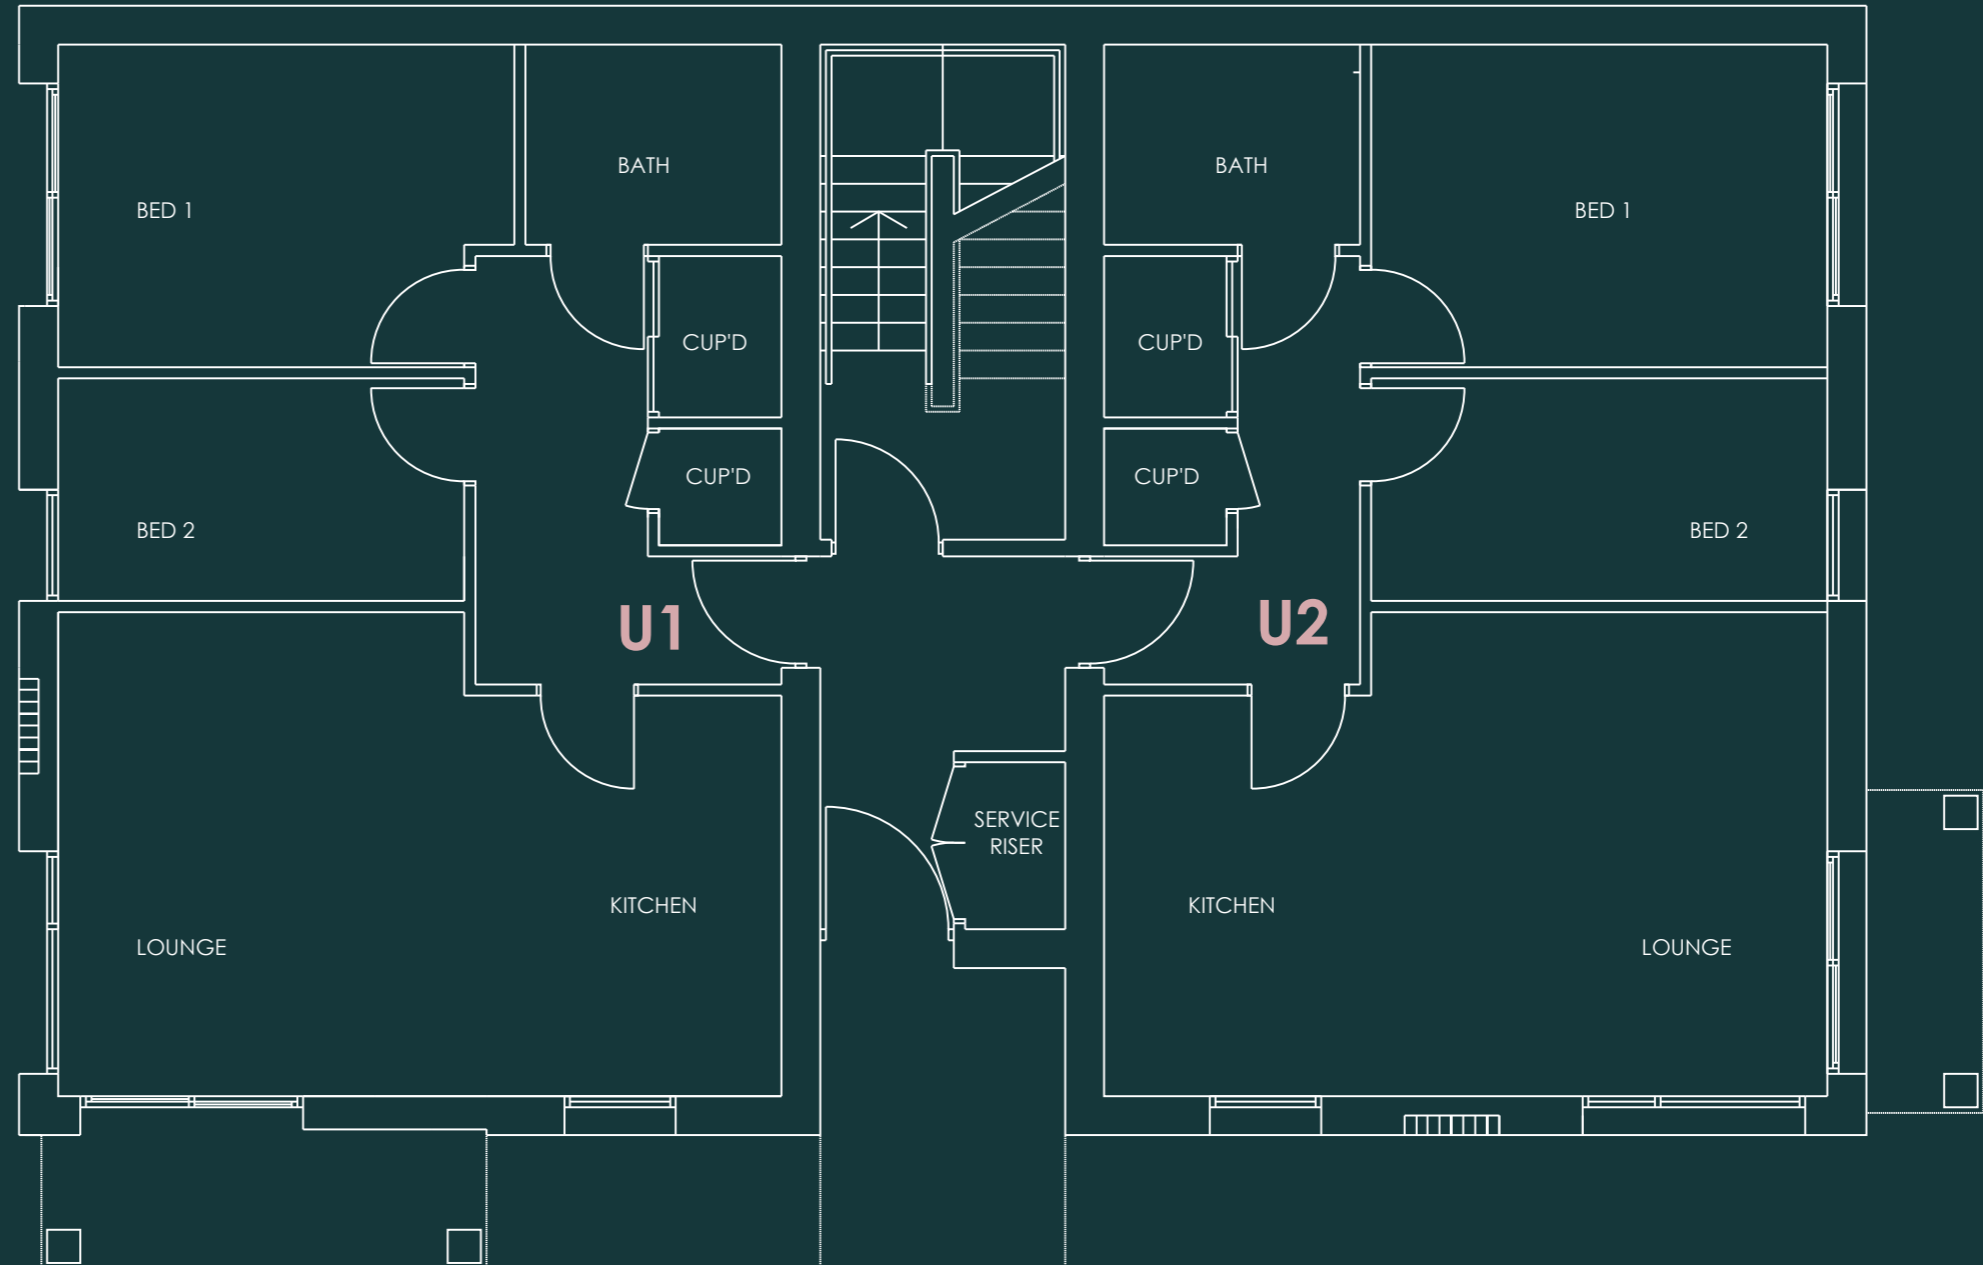 BATH
BATH
BED 1
BED 1
CUP'D
CUP'D
CUP'D
CUP'D
BED 2
BED 2
U1
U2
SERVICE
RISER
KITCHEN
KITCHEN
LOUNGE
LOUNGE